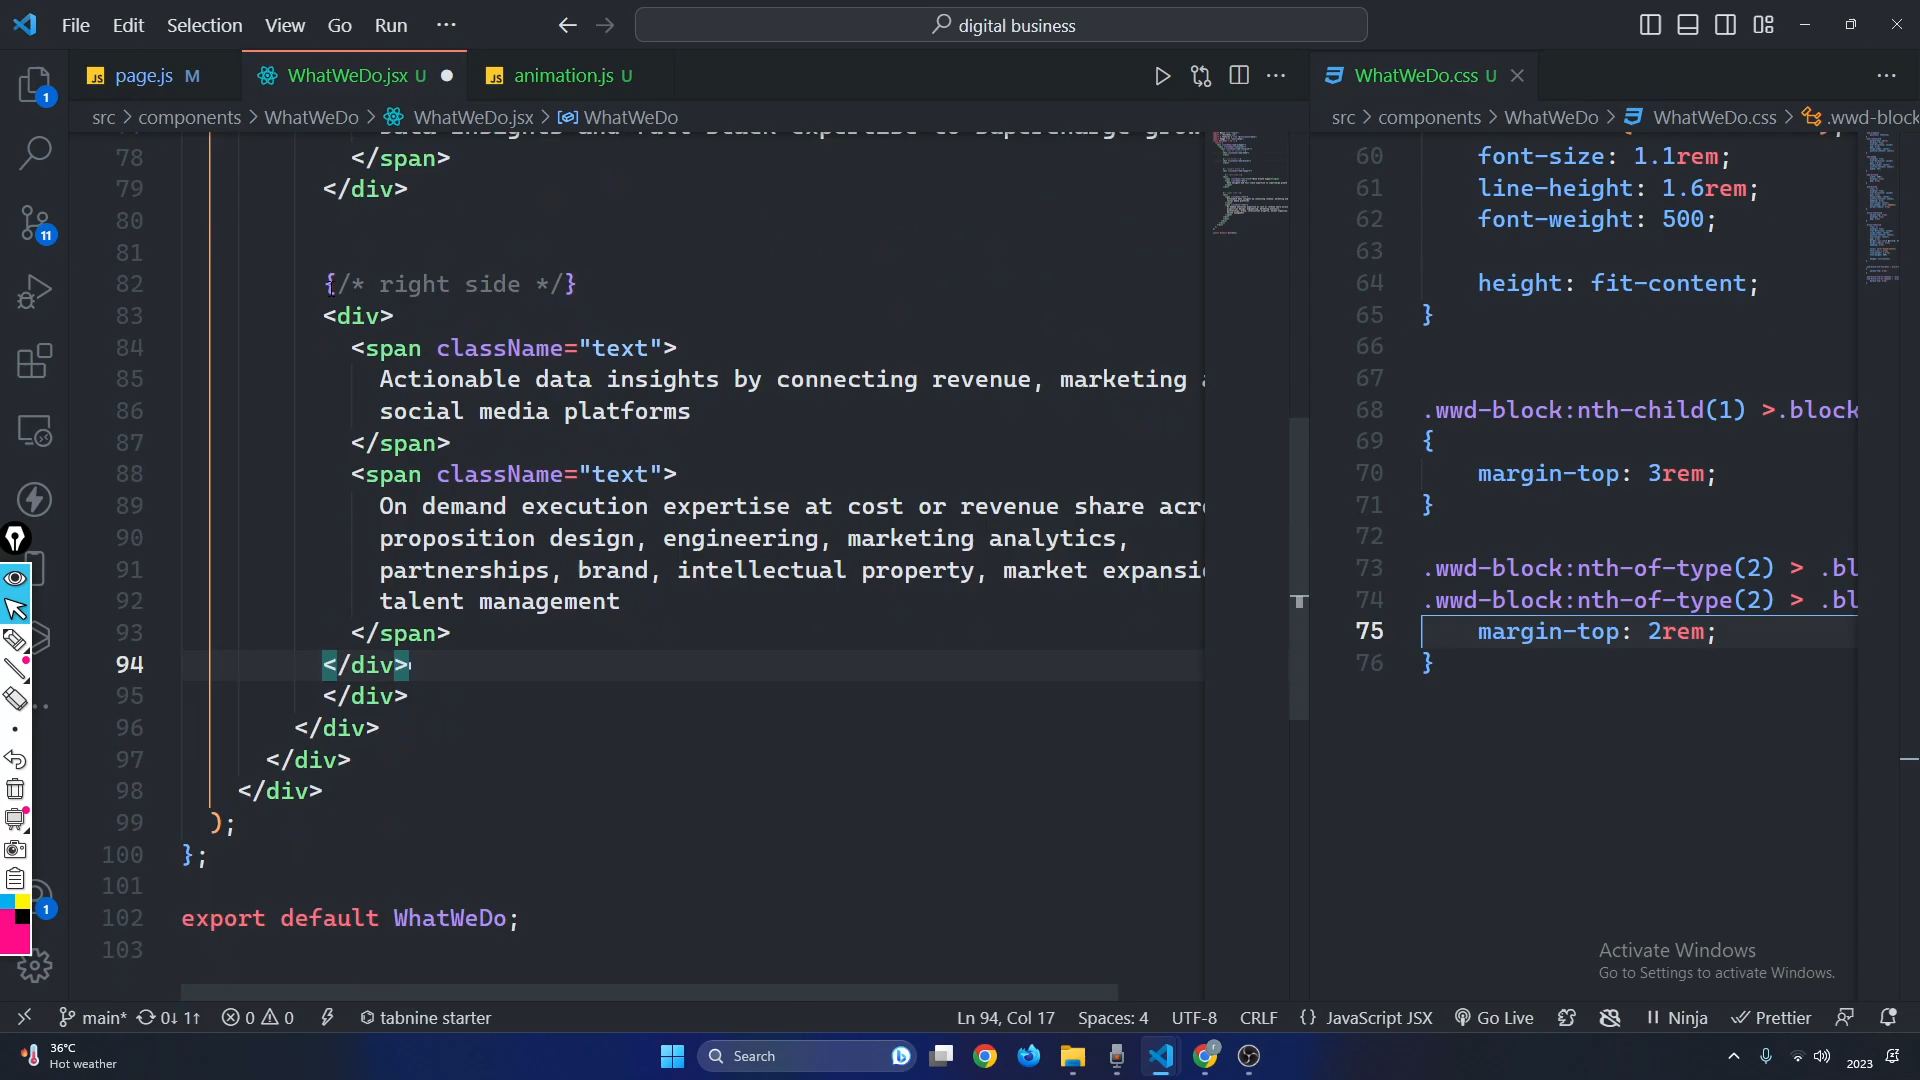 File Edit Selection View Go Run ···
digital business
page.js M
WhatWeDo.jsx U
animation.js U
WhatWeDo.css U
src > components > WhatWeDo > WhatWeDo.jsx > WhatWeDo
src > components > WhatWeDo > WhatWeDo.css > .wwd-block
78 </span>
79 </div>
80
81
82 {/* right side */}
83 <div>
84 <span className="text">
85 Actionable data insights by connecting revenue, marketing
86 social media platforms
87 </span>
88 <span className="text">
89 On demand execution expertise at cost or revenue share acr
90 proposition design, engineering, marketing analytics,
91 partnerships, brand, intellectual property, market expansi
92 talent management
93 </span>
94 </div>
95 </div>
96 </div>
97 </div>
98 </div>
99 );
100 };
101
102 export default WhatWeDo;
103
60 font-size: 1.1rem;
61 line-height: 1.6rem;
62 font-weight: 500;
63
64 height: fit-content;
65 }
66
67
68 .wwd-block:nth-child(1) >.block
69 {
70 margin-top: 3rem;
71 }
72
73 .wwd-block:nth-of-type(2) > .bl
74 .wwd-block:nth-of-type(2) > .bl
75 margin-top: 2rem;
76 }
Activate Windows
Go to Settings to activate Windows.
1
11
1
main* 0↓ 1↑ 0 0 tabnine starter
Ln 94, Col 17 Spaces: 4 UTF-8 CRLF {} JavaScript JSX Go Live Ninja Prettier
36°C
Hot weather
Search
2023